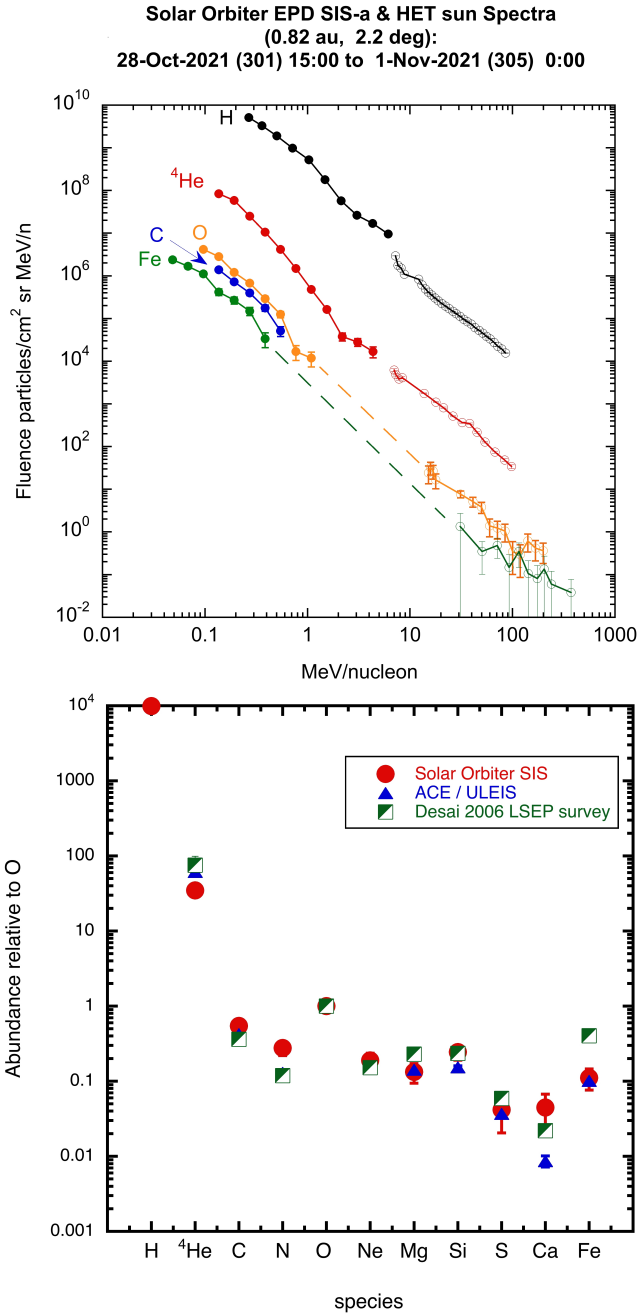 Solar Orbiter EPD SIS-a & HET sun Spectra
(0.82 au, 2.2 deg):
28-Oct-2021 (301) 15:00 to 1-Nov-2021 (305) 0:00
10^10
10^8
10^6
10^4
10^2
10^0
10^-2
Fluence particles/cm^2 sr MeV/n
H
^4He
O
C
Fe
0.01
0.1
1
10
100
1000
MeV/nucleon
10^4
1000
100
10
1
0.1
0.01
0.001
Abundance relative to O
Solar Orbiter SIS
ACE / ULEIS
Desai 2006 LSEP survey
H ^4He C N O Ne Mg Si S Ca Fe
species